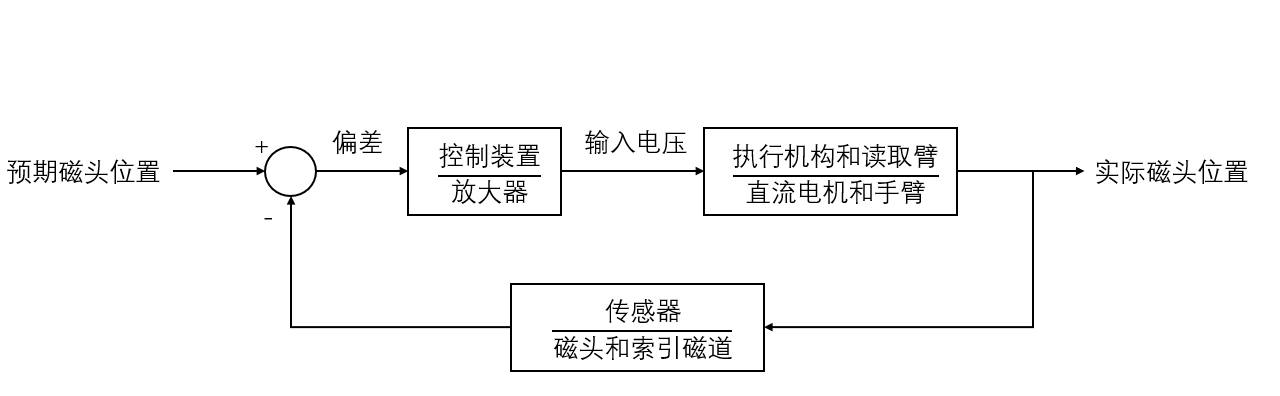 预期磁头位置
+
-
偏差
控制装置
放大器
输入电压
执行机构和读取臂
直流电机和手臂
实际磁头位置
传感器
磁头和索引磁道